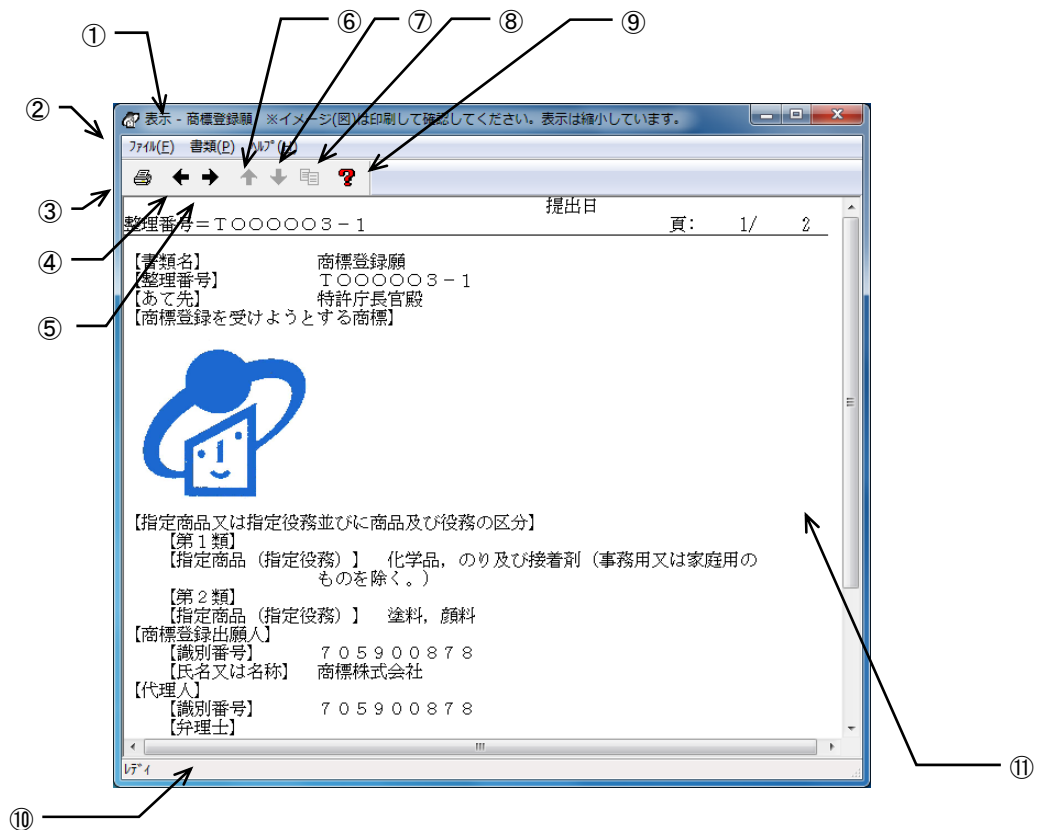 ⑥ ⑦ ⑧ ⑨
①
②
表示 - 商標登録願 ※イメージ(図)は印刷して確認してください。表示は縮小しています。
ﾌｧｲﾙ(F) 書類(P) ﾍﾙﾌﾟ(H)
③
提出日
整理番号=T000003-1 頁: 1/ 2
④
【書類名】 商標登録願
【整理番号】 T000003-1
【あて先】 特許庁長官殿
⑤
【商標登録を受けようとする商標】
【指定商品又は指定役務並びに商品及び役務の区分】
【第1類】
【指定商品(指定役務)】 化学品,のり及び接着剤(事務用又は家庭用の
ものを除く。)
【第2類】
【指定商品(指定役務)】 塗料,顔料
【商標登録出願人】
【識別番号】 705900878
【氏名又は名称】 商標株式会社
【代理人】
【識別番号】 705900878
【弁理士】
ﾚﾃﾞｨ
⑪
⑩